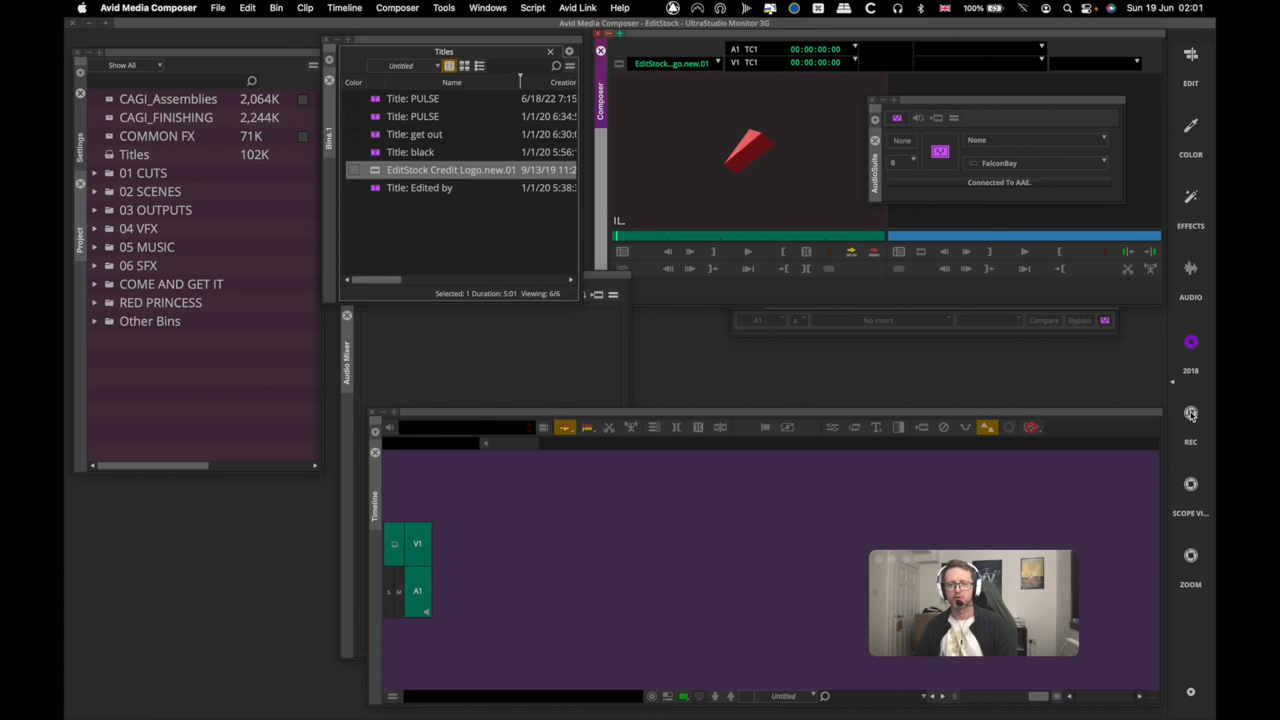 Avid Media Composer File Edit Bin Clip Timeline Composer Tools Windows Script Avid Link Help
100% Sun 19 Jun 02:01
Avid Media Composer - EditStock - UltraStudio Monitor 3G
Show All
CAGI_Assemblies 2,064K
CAGI_FINISHING 2,244K
COMMON FX 71K
Titles 102K
01 CUTS
02 SCENES
03 OUTPUTS
04 VFX
05 MUSIC
06 SFX
COME AND GET IT
RED PRINCESS
Other Bins
Settings
Project
Titles
Untitled
Color Name Creation
Title: PULSE 6/18/22 7:15
Title: PULSE 1/1/20 6:34:
Title: get out 1/1/20 6:30:
Title: black 1/1/20 5:56:
EditStock Credit Logo.new.01 9/13/19 11:2
Title: Edited by 1/1/20 5:38:
Selected: 1 Duration: 5:01 Viewing: 6/6
Bins.1
Composer
EditStock...go.new.01
A1 TC1 00:00:00:00
V1 TC1 00:00:00:00
IL
AudioSuite
None None
0 FalconBay
Connected To AAE.
A1 a No Insert Compare Bypass
Audio Mixer
Timeline
V1
S M A1
Untitled
EDIT
COLOR
EFFECTS
AUDIO
2018
REC
SCOPE VI...
ZOOM